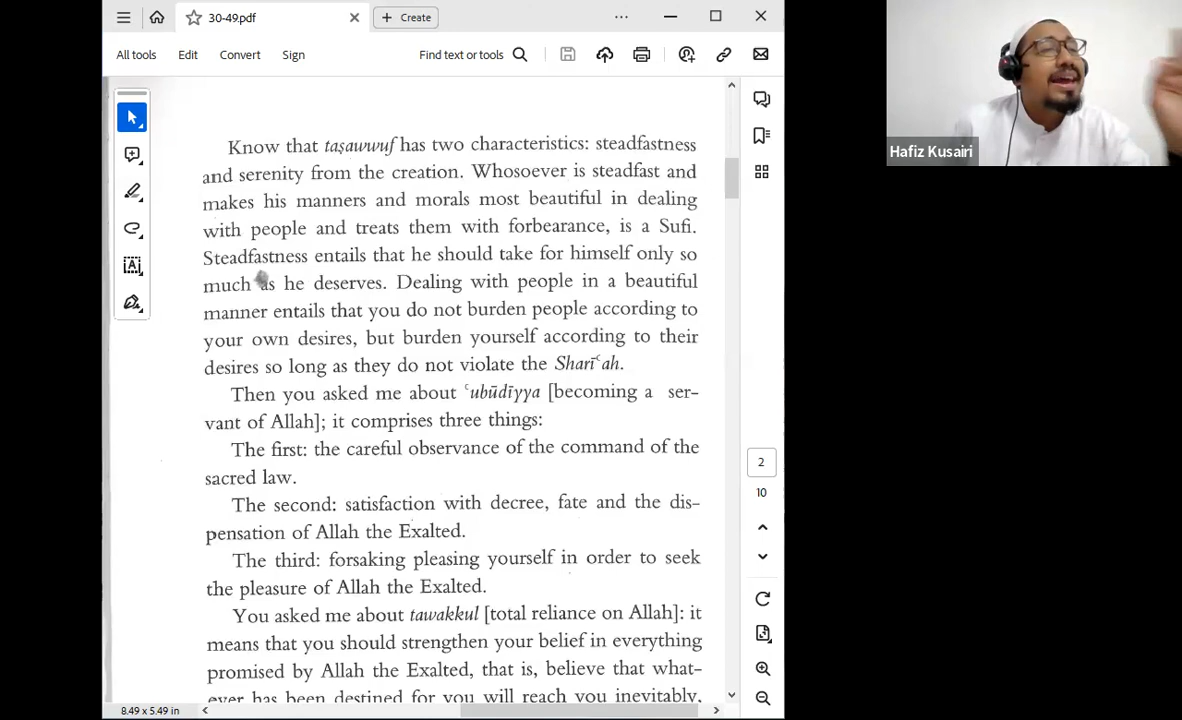 30-49.pdf
Create
All tools
Edit
Convert
Sign
Find text or tools
Hafiz Kusairi
Know that taṣawwuf has two characteristics: steadfastness
and serenity from the creation. Whosoever is steadfast and
makes his manners and morals most beautiful in dealing
with people and treats them with forbearance, is a Sufi.
Steadfastness entails that he should take for himself only so
much as he deserves. Dealing with people in a beautiful
manner entails that you do not burden people according to
your own desires, but burden yourself according to their
desires so long as they do not violate the Sharīʿah.
Then you asked me about ʿubūdīyya [becoming a ser-
vant of Allah]; it comprises three things:
The first: the careful observance of the command of the
sacred law.
The second: satisfaction with decree, fate and the dis-
pensation of Allah the Exalted.
The third: forsaking pleasing yourself in order to seek
the pleasure of Allah the Exalted.
You asked me about tawakkul [total reliance on Allah]: it
means that you should strengthen your belief in everything
promised by Allah the Exalted, that is, believe that what-
ever has been destined for you will reach you inevitably,
2
10
8.49 x 5.49 in